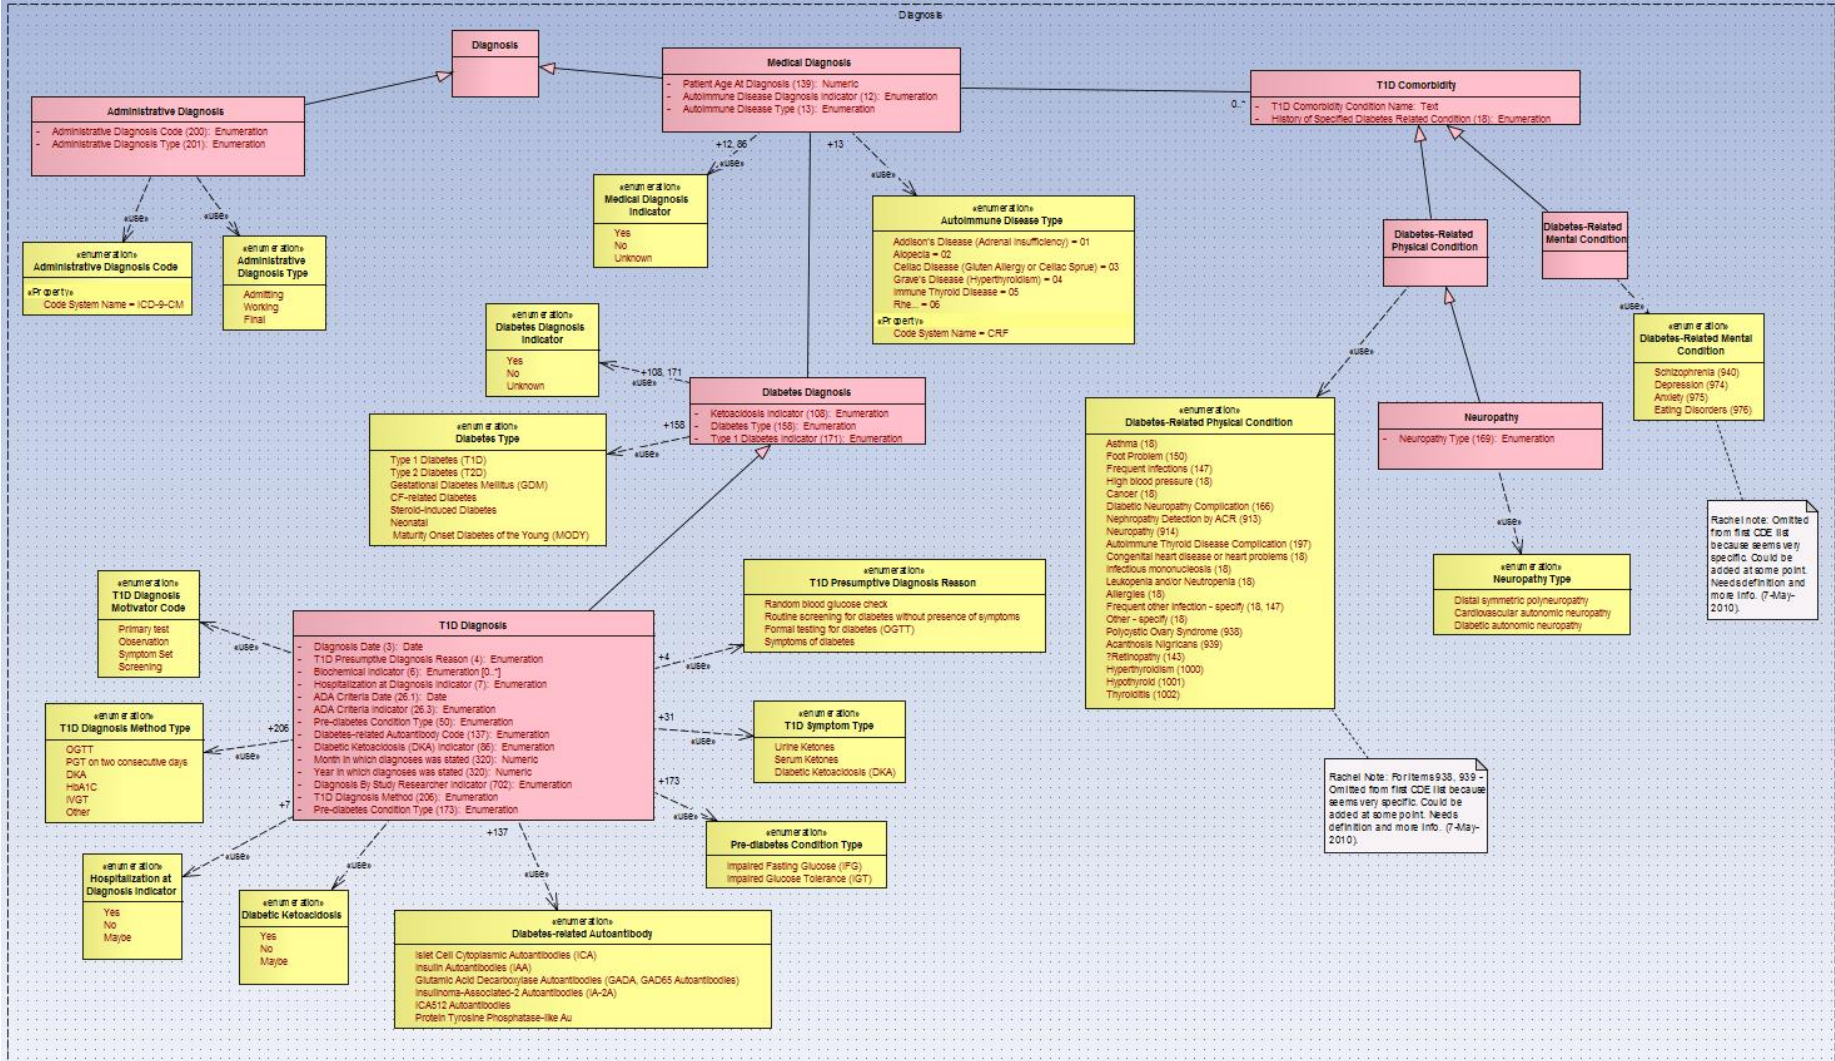 Diagnosis
Diagnosis
Medical Diagnosis
- Patient Age At Diagnosis (139): Numeric
- Autoimmune Disease Diagnosis Indicator (12): Enumeration
- Autoimmune Disease Type (13): Enumeration
T1D Comorbidity
- T1D Comorbidity Condition Name: Text
- History of Specified Diabetes Related Condition (18): Enumeration
0..*
Administrative Diagnosis
- Administrative Diagnosis Code (200): Enumeration
- Administrative Diagnosis Type (201): Enumeration
«use»
«use»
+12, 86
«use»
+13
«use»
«enumeration»
Administrative Diagnosis Code
«Property»
Code System Name = ICD-9-CM
«enumeration»
Administrative
Diagnosis Type
Admitting
Working
Final
«enumeration»
Medical Diagnosis
Indicator
Yes
No
Unknown
«enumeration»
Autoimmune Disease Type
Addison's Disease (Adrenal Insufficiency) = 01
Alopecia = 02
Celiac Disease (Gluten Allergy or Celiac Sprue) = 03
Grave's Disease (Hyperthyroidism) = 04
Immune Thyroid Disease = 05
Rhe... = 06
«Property»
Code System Name = CRF
Diabetes-Related
Physical Condition
Diabetes-Related
Mental Condition
«use»
«use»
«enumeration»
Diabetes-Related Mental
Condition
Schizophrenia (940)
Depression (974)
Anxiety (975)
Eating Disorders (976)
«enumeration»
Diabetes Diagnosis
Indicator
Yes
No
Unknown
+108, 171
«use»
Diabetes Diagnosis
- Ketoacidosis Indicator (108): Enumeration
- Diabetes Type (158): Enumeration
- Type 1 Diabetes Indicator (171): Enumeration
+158
«use»
«enumeration»
Diabetes Type
Type 1 Diabetes (T1D)
Type 2 Diabetes (T2D)
Gestational Diabetes Mellitus (GDM)
CF-related Diabetes
Steroid-Induced Diabetes
Neonatal
Maturity Onset Diabetes of the Young (MODY)
«enumeration»
Diabetes-Related Physical Condition
Asthma (18)
Foot Problem (150)
Frequent Infections (147)
High blood pressure (18)
Cancer (18)
Diabetic Neuropathy Complication (166)
Nephropathy Detection by ACR (913)
Neuropathy (914)
Autoimmune Thyroid Disease Complication (197)
Congenital heart disease or heart problems (18)
Infectious mononucleosis (18)
Leukopenia and/or Neutropenia (18)
Allergies (18)
Frequent other infection - specify (18, 147)
Other - specify (18)
Polycystic Ovary Syndrome (938)
Acanthosis Nigricans (939)
?Retinopathy (143)
Hyperthyroidism (1000)
Hypothyroid (1001)
Thyroiditis (1002)
Neuropathy
- Neuropathy Type (169): Enumeration
«use»
«enumeration»
Neuropathy Type
Distal symmetric polyneuropathy
Cardiovascular autonomic neuropathy
Diabetic autonomic neuropathy
Rachel note: Omitted
from first CDE list
because seems very
specific. Could be
added at some point.
Needs definition and
more info. (7-May-
2010).
Rachel Note: For items 938, 939 -
Omitted from first CDE list because
seems very specific. Could be
added at some point. Needs
definition and more info. (7-May-
2010).
«enumeration»
T1D Diagnosis
Motivator Code
Primary test
Observation
Symptom Set
Screening
«use»
T1D Diagnosis
- Diagnosis Date (3): Date
- T1D Presumptive Diagnosis Reason (4): Enumeration
- Biochemical Indicator (6): Enumeration [0..*]
- Hospitalization at Diagnosis Indicator (7): Enumeration
- ADA Criteria Date (26.1): Date
- ADA Criteria Indicator (26.3): Enumeration
- Pre-diabetes Condition Type (50): Enumeration
- Diabetes-related Autoantibody Code (137): Enumeration
- Diabetic Ketoacidosis (DKA) Indicator (86): Enumeration
- Month in which diagnoses was stated (320): Numeric
- Year in which diagnoses was stated (320): Numeric
- Diagnosis By Study Researcher Indicator (702): Enumeration
- T1D Diagnosis Method (206): Enumeration
- Pre-diabetes Condition Type (173): Enumeration
«enumeration»
T1D Presumptive Diagnosis Reason
Random blood glucose check
Routine screening for diabetes without presence of symptoms
Formal testing for diabetes (OGTT)
Symptoms of diabetes
+4
«use»
+31
«use»
«enumeration»
T1D Symptom Type
Urine Ketones
Serum Ketones
Diabetic Ketoacidosis (DKA)
«enumeration»
T1D Diagnosis Method Type
OGTT
PGT on two consecutive days
DKA
HbA1C
IVGT
Other
+206
«use»
+173
«use»
«enumeration»
Pre-diabetes Condition Type
Impaired Fasting Glucose (IFG)
Impaired Glucose Tolerance (IGT)
+7
«use»
«enumeration»
Hospitalization at
Diagnosis Indicator
Yes
No
Maybe
«use»
«enumeration»
Diabetic Ketoacidosis
Yes
No
Maybe
+137
«use»
«enumeration»
Diabetes-related Autoantibody
Islet Cell Cytoplasmic Autoantibodies (ICA)
Insulin Autoantibodies (IAA)
Glutamic Acid Decarboxylase Autoantibodies (GADA, GAD65 Autoantibodies)
Insulinoma-Associated-2 Autoantibodies (IA-2A)
ICA512 Autoantibodies
Protein Tyrosine Phosphatase-like Au